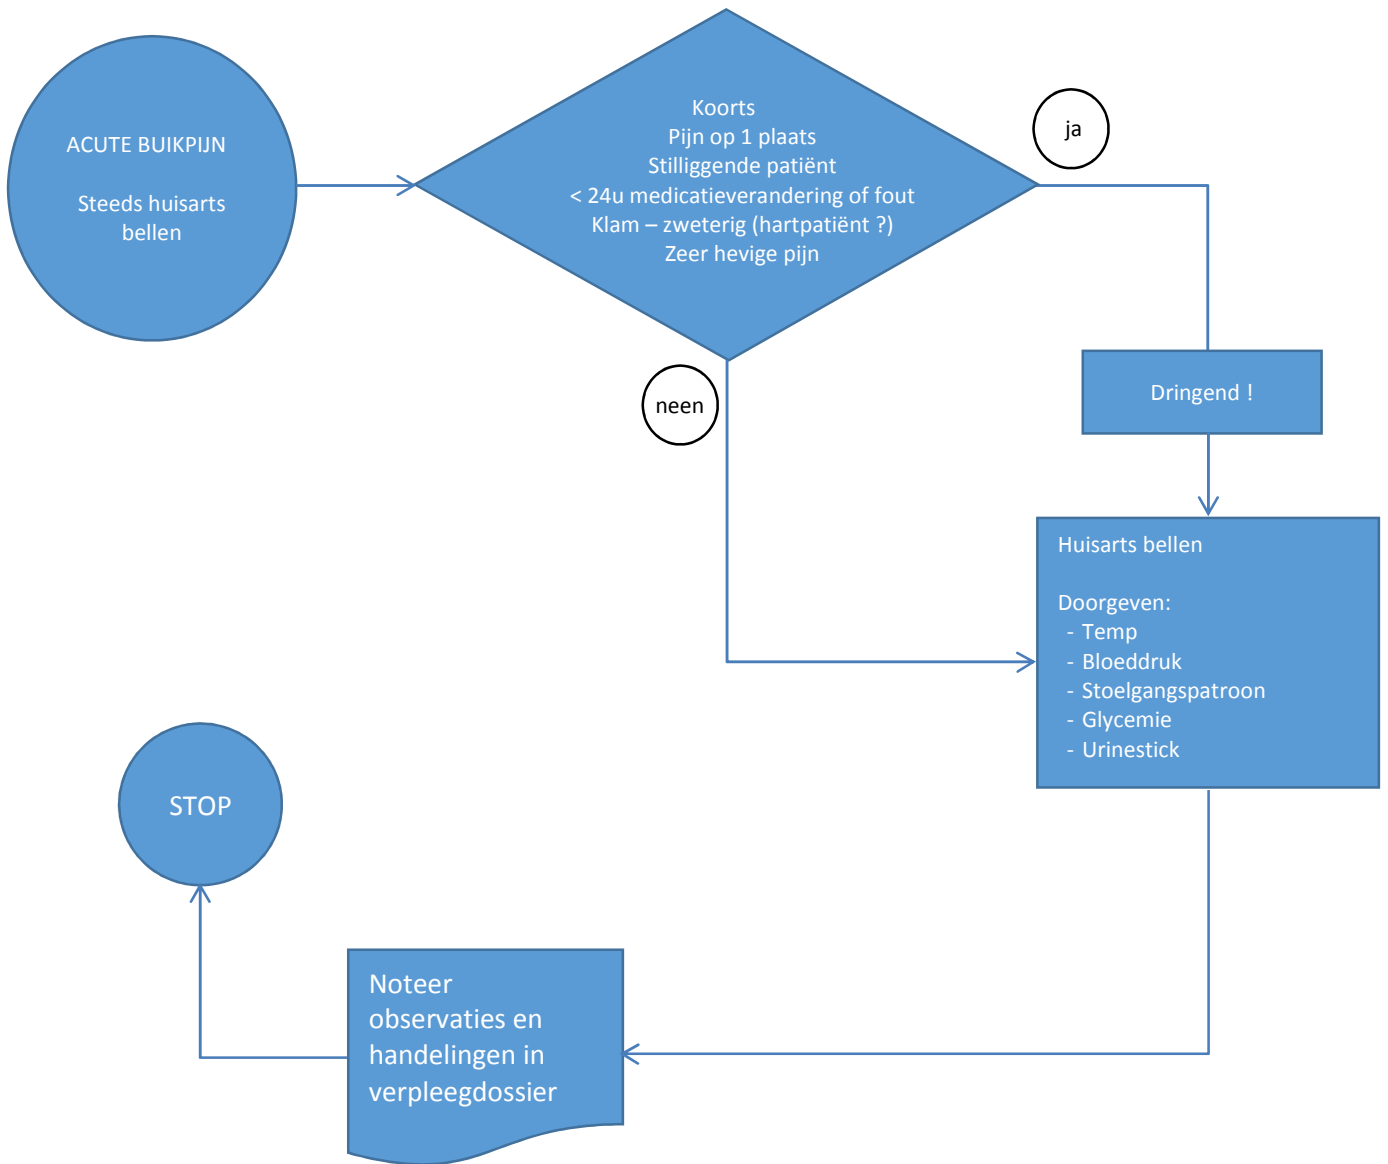 ACUTE BUIKPIJN
Steeds huisarts
bellen
Koorts
Pijn op 1 plaats
Stilliggende patiënt
< 24u medicatieverandering of fout
Klam – zweterig (hartpatiënt ?)
Zeer hevige pijn
ja
neen
Dringend !
Huisarts bellen
Doorgeven:
- Temp
- Bloeddruk
- Stoelgangspatroon
- Glycemie
- Urinestick
STOP
Noteer
observaties en
handelingen in
verpleegdossier